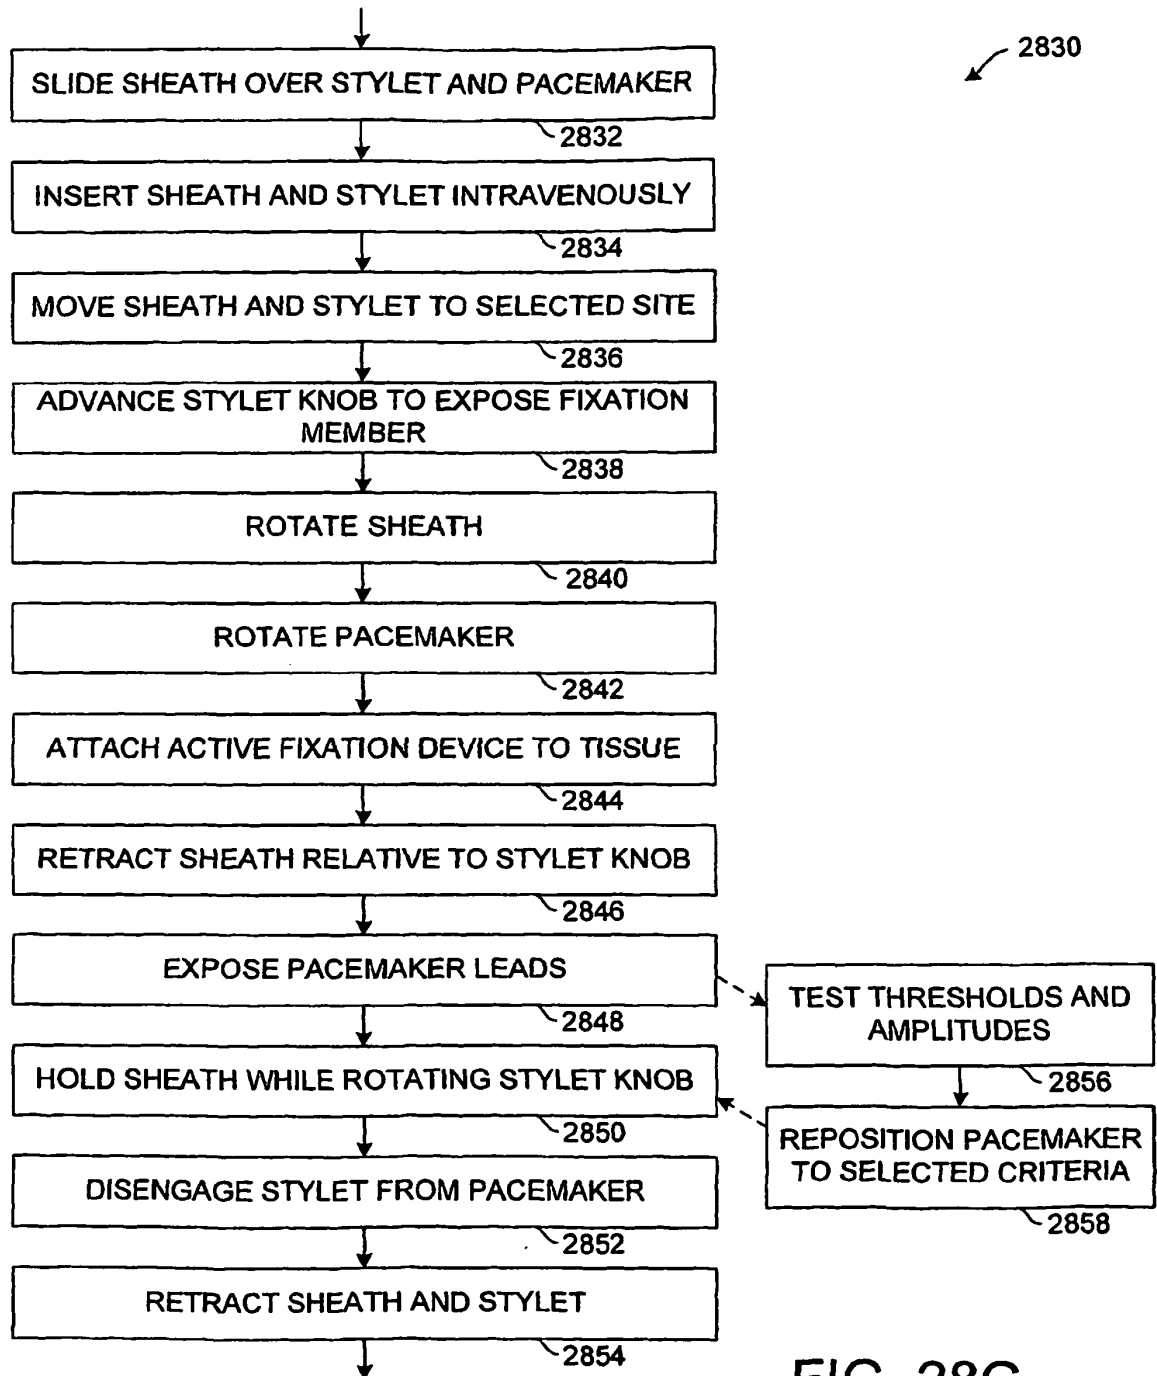 2830
SLIDE SHEATH OVER STYLET AND PACEMAKER
2832
INSERT SHEATH AND STYLET INTRAVENOUSLY
2834
MOVE SHEATH AND STYLET TO SELECTED SITE
2836
ADVANCE STYLET KNOB TO EXPOSE FIXATION
MEMBER
2838
ROTATE SHEATH
2840
ROTATE PACEMAKER
2842
ATTACH ACTIVE FIXATION DEVICE TO TISSUE
2844
RETRACT SHEATH RELATIVE TO STYLET KNOB
2846
EXPOSE PACEMAKER LEADS
2848
TEST THRESHOLDS AND
AMPLITUDES
2856
REPOSITION PACEMAKER
TO SELECTED CRITERIA
2858
HOLD SHEATH WHILE ROTATING STYLET KNOB
2850
DISENGAGE STYLET FROM PACEMAKER
2852
RETRACT SHEATH AND STYLET
2854